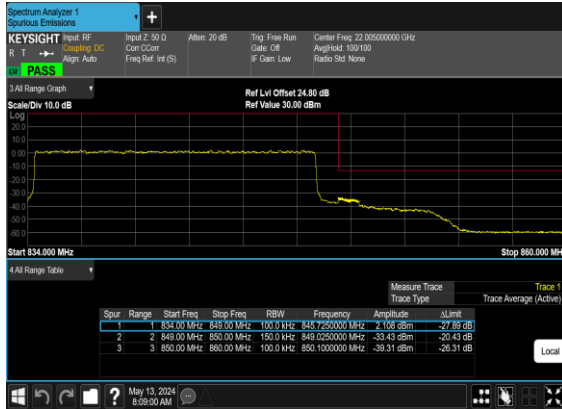 Spectrum Analyzer 1
Spurious Emissions
KEYSIGHT Input: RF Input Z: 50 Ω Atten: 20 dB Trig: Free Run Center Freq: 22.005000000 GHz
R T Coupling: DC Corr CCorr Gate: Off Avg|Hold: 100/100
Align: Auto Freq Ref: Int (S) IF Gain: Low Radio Std: None
LXI PASS
3 All Range Graph
Ref Lvl Offset 24.80 dB
Scale/Div 10.0 dB Ref Value 30.00 dBm
Log
20.0
10.0
0.00
-10.0
-20.0
-30.0
-40.0
-50.0
-60.0
Start 834.000 MHz Stop 860.000 MH
4 All Range Table
Measure Trace Trace 1
Trace Type Trace Average (Active)
Spur Range Start Freq Stop Freq RBW Frequency Amplitude ΔLimit
1 1 834.00 MHz 849.00 MHz 100.0 kHz 845.7250000 MHz 2.108 dBm -27.89 dB
2 2 849.00 MHz 850.00 MHz 150.0 kHz 849.0250000 MHz -33.43 dBm -20.43 dB
3 3 850.00 MHz 860.00 MHz 100.0 kHz 850.1000000 MHz -39.31 dBm -26.31 dB
Local
? May 13, 2024
8:09:00 AM